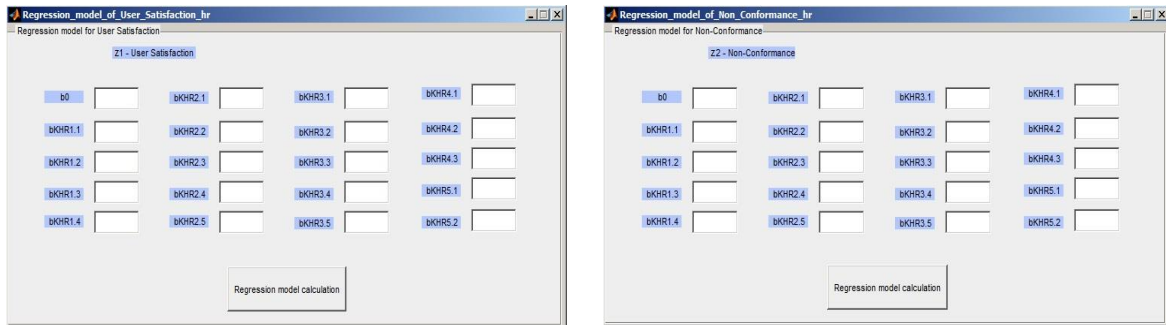 Regression_model_of_User_Satisfaction_hr
Regression model for User Satisfaction
Z1 - User Satisfaction
b0 bKHR2.1 bKHR3.1 bKHR4.1
bKHR1.1 bKHR2.2 bKHR3.2 bKHR4.2
bKHR1.2 bKHR2.3 bKHR3.3 bKHR4.3
bKHR1.3 bKHR2.4 bKHR3.4 bKHR5.1
bKHR1.4 bKHR2.5 bKHR3.5 bKHR5.2
Regression model calculation
Regression_model_of_Non_Conformance_hr
Regression model for Non-Conformance
Z2 - Non-Conformance
b0 bKHR2.1 bKHR3.1 bKHR4.1
bKHR1.1 bKHR2.2 bKHR3.2 bKHR4.2
bKHR1.2 bKHR2.3 bKHR3.3 bKHR4.3
bKHR1.3 bKHR2.4 bKHR3.4 bKHR5.1
bKHR1.4 bKHR2.5 bKHR3.5 bKHR5.2
Regression model calculation